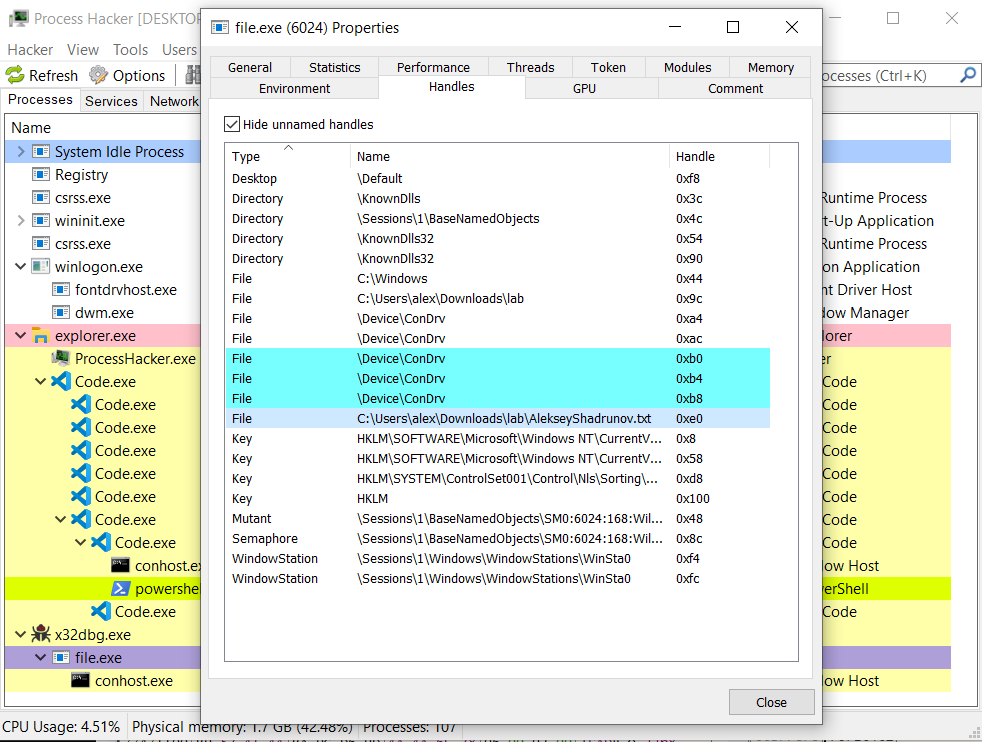 Process Hacker [DESKTOP
file.exe (6024) Properties
Hacker View Tools Users
Refresh Options
ocesses (Ctrl+K)
Processes Services Network
General Statistics Performance Threads Token Modules Memory
Environment Handles GPU Comment
Hide unnamed handles
Type Name Handle
Desktop \Default 0xf8
Directory \KnownDlls 0x3c
Directory \Sessions\1\BaseNamedObjects 0x4c
Directory \KnownDlls32 0x54
Directory \KnownDlls32 0x90
File C:\Windows 0x44
File C:\Users\alex\Downloads\lab 0x9c
File \Device\ConDrv 0xa4
File \Device\ConDrv 0xac
File \Device\ConDrv 0xb0
File \Device\ConDrv 0xb4
File \Device\ConDrv 0xb8
File C:\Users\alex\Downloads\lab\AlekseyShadrunov.txt 0xe0
Key HKLM\SOFTWARE\Microsoft\Windows NT\CurrentV... 0x8
Key HKLM\SOFTWARE\Microsoft\Windows NT\CurrentV... 0x58
Key HKLM\SYSTEM\ControlSet001\Control\Nls\Sorting\... 0xd8
Key HKLM 0x100
Mutant \Sessions\1\BaseNamedObjects\SM0:6024:168:Wil... 0x48
Semaphore \Sessions\1\BaseNamedObjects\SM0:6024:168:Wil... 0x8c
WindowStation \Sessions\1\Windows\WindowStations\WinSta0 0xf4
WindowStation \Sessions\1\Windows\WindowStations\WinSta0 0xfc
Close
Name
System Idle Process
Registry
csrss.exe
wininit.exe
csrss.exe
winlogon.exe
fontdrvhost.exe
dwm.exe
explorer.exe
ProcessHacker.exe
Code.exe
Code.exe
Code.exe
Code.exe
Code.exe
Code.exe
Code.exe
Code.exe
conhost.ex
powershe
Code.exe
x32dbg.exe
file.exe
conhost.exe
Runtime Process
rt-Up Application
Runtime Process
on Application
nt Driver Host
dow Manager
lorer
er
Code
Code
Code
Code
Code
Code
Code
Code
low Host
verShell
Code
low Host
CPU Usage: 4.51% Physical memory: 1.7 GB (42.48%) Processes: 107